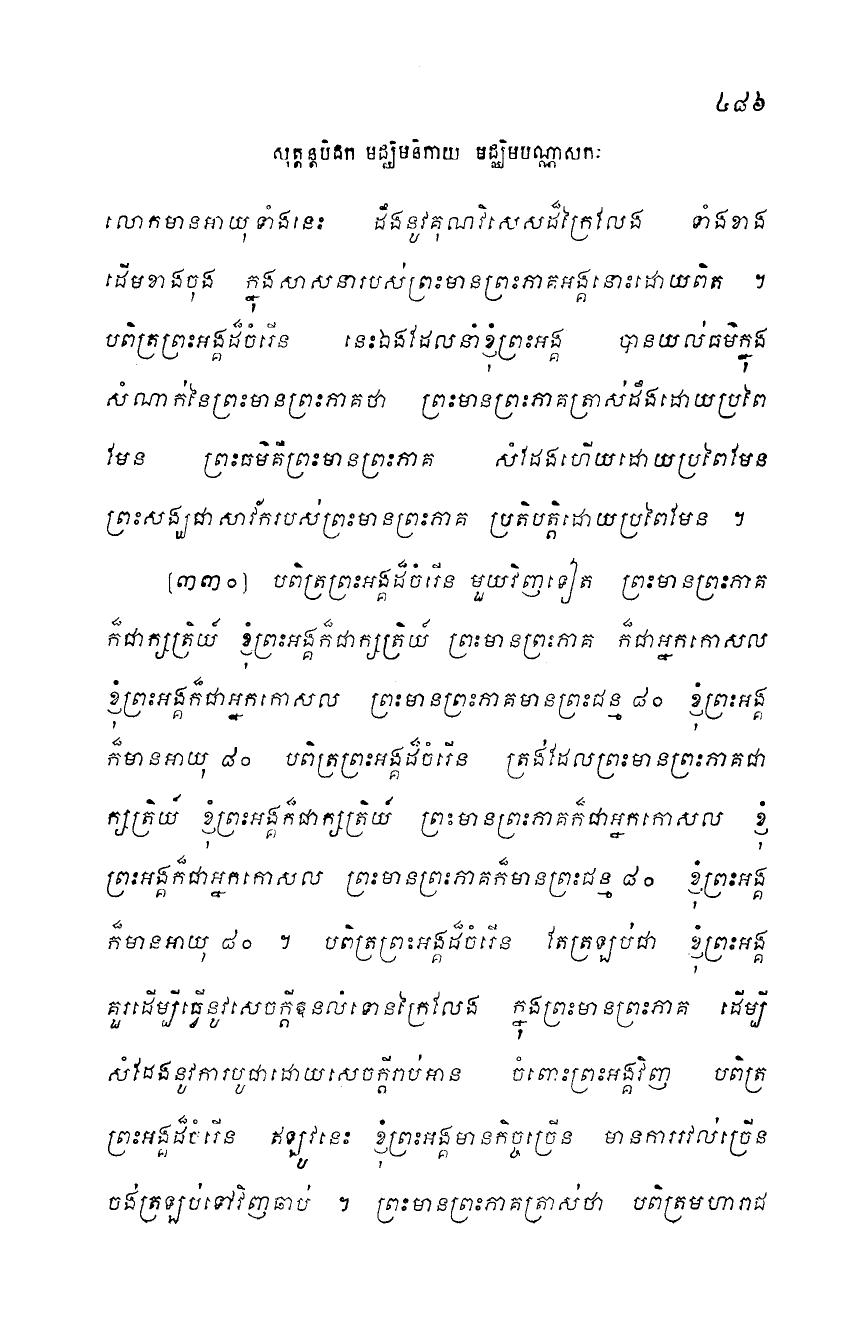 ៤៨៦
សុត្តន្តបិដក មជ្ឈិមនិកាយ មជ្ឈិមបណ្ណាសកៈ
លោកមានអាយុទាំងនេះ ដឹងនូវគុណវិសេសដ៏ក្រៃលែង ទាំងខាង
ដើមខាងចុង ក្នុងសាសនារបស់ព្រះមានព្រះភាគអង្គនោះដោយពិត ។
បពិត្រព្រះអង្គដ៏ចំរើន នេះឯងដែលនាំខ្ញុំព្រះអង្គ បានយល់ធម៌ក្នុង
សំណាក់នៃព្រះមានព្រះភាគថា ព្រះមានព្រះភាគត្រាស់ដឹងដោយប្រពៃ
មែន ព្រះធម៌គឺព្រះមានព្រះភាគ សំដែងហើយដោយប្រពៃមែន
ព្រះសង្ឃជាសាវ័ករបស់ព្រះមានព្រះភាគ ប្រតិបត្តិដោយប្រពៃមែន ។
(៣៣០) បពិត្រព្រះអង្គដ៏ចំរើន មួយវិញទៀត ព្រះមានព្រះភាគ
ក៏ជាក្សត្រិយ៍ ខ្ញុំព្រះអង្គក៏ជាក្សត្រិយ៍ ព្រះមានព្រះភាគ ក៏ជាអ្នកកោសល
ខ្ញុំព្រះអង្គក៏ជាអ្នកកោសល ព្រះមានព្រះភាគមានព្រះជន្ម ៨០ ខ្ញុំព្រះអង្គ
ក៏មានអាយុ ៨០ បពិត្រព្រះអង្គដ៏ចំរើន ត្រង់ដែលព្រះមានព្រះភាគជា
ក្សត្រិយ៍ ខ្ញុំព្រះអង្គក៏ជាក្សត្រិយ៍ ព្រះមានព្រះភាគក៏ជាអ្នកកោសល ខ្ញុំ
ព្រះអង្គក៏ជាអ្នកកោសល ព្រះមានព្រះភាគក៏មានព្រះជន្ម ៨០ ខ្ញុំព្រះអង្គ
ក៏មានអាយុ ៨០ ។ បពិត្រព្រះអង្គដ៏ចំរើន តែត្រឡប់ជា ខ្ញុំព្រះអង្គ
គួរដើម្បីធ្វើនូវសេចក្តីឱនលំទោនក្រៃលែង ក្នុងព្រះមានព្រះភាគ ដើម្បី
សំដែងនូវការបូជាដោយសេចក្តីរាប់អាន ចំពោះព្រះអង្គវិញ បពិត្រ
ព្រះអង្គដ៏ចំរើន ឥឡូវនេះ ខ្ញុំព្រះអង្គមានកិច្ចច្រើន មានការរវល់ច្រើន
ចង់ត្រឡប់ទៅវិញឆាប់ ។ ព្រះមានព្រះភាគត្រាស់ថា បពិត្រមហារាជ